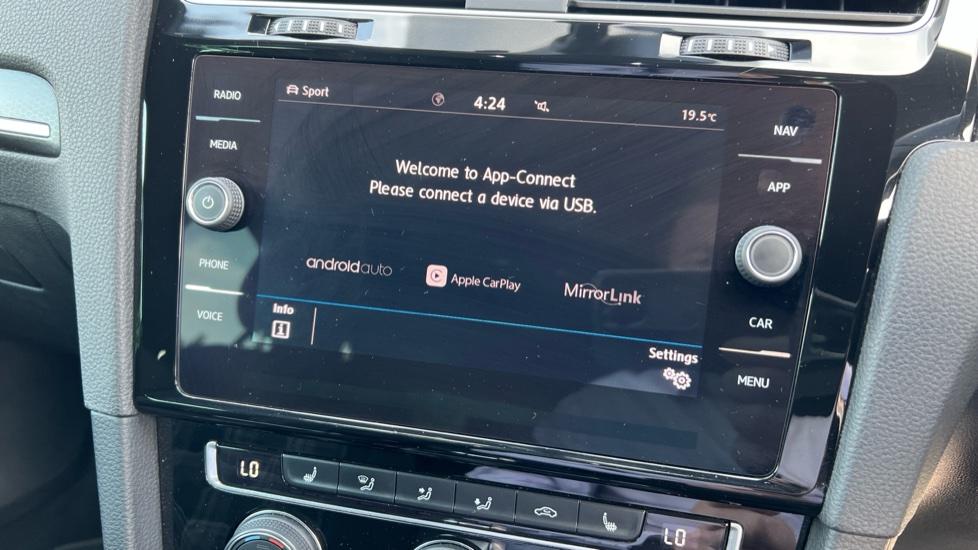 RADIO
MEDIA
PHONE
VOICE
Sport
4:24
19.5°C
Welcome to App-Connect
Please connect a device via USB.
androidauto
Apple CarPlay
MirrorLink
Info
Settings
NAV
APP
CAR
MENU
LO
LO